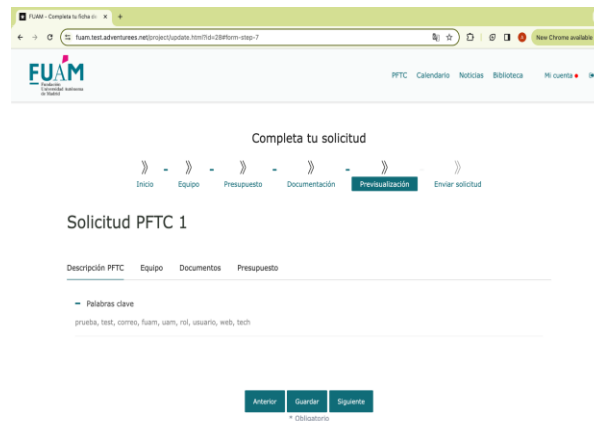 FUAM - Completa tu ficha de
fuam.test.adventurees.net/project/update.htm?id=28#form-step-7
New Chrome available
FUAM
Fundación
Universidad Autónoma
de Madrid
PFTC Calendario Noticias Biblioteca Mi cuenta
Completa tu solicitud
Inicio Equipo Presupuesto Documentación Previsualización Enviar solicitud
Solicitud PFTC 1
Descripción PFTC Equipo Documentos Presupuesto
Palabras clave
prueba, test, correo, fuam, uam, rol, usuario, web, tech
Anterior Guardar Siguiente
* Obligatorio